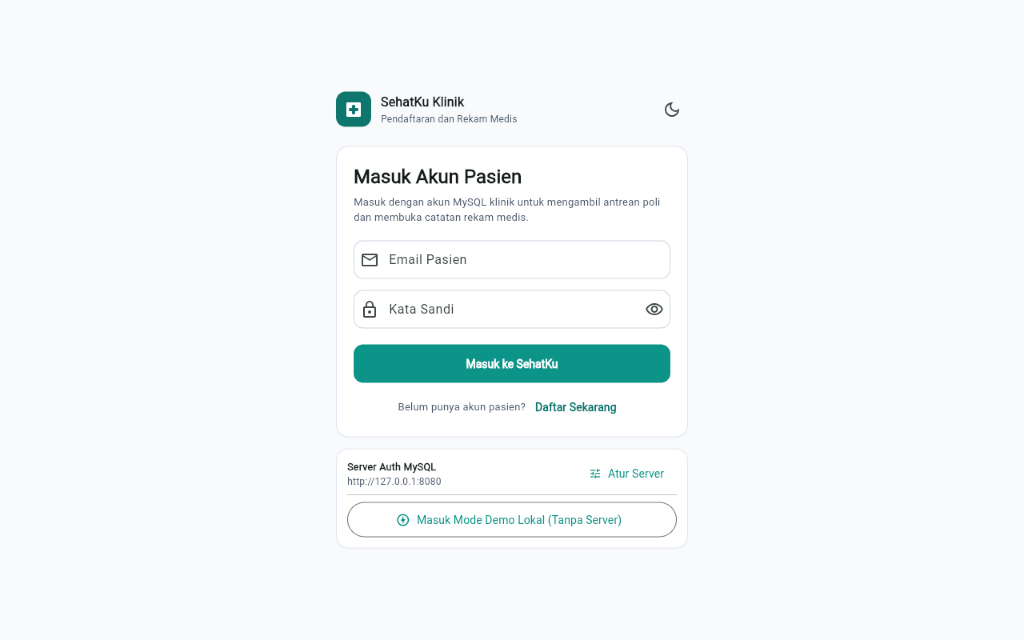 SehatKu Klinik
Pendaftaran dan Rekam Medis
Masuk Akun Pasien
Masuk dengan akun MySQL klinik untuk mengambil antrean poli
dan membuka catatan rekam medis.
Email Pasien
Kata Sandi
Masuk ke SehatKu
Belum punya akun pasien? Daftar Sekarang
Server Auth MySQL
http://127.0.0.1:8080
Atur Server
Masuk Mode Demo Lokal (Tanpa Server)